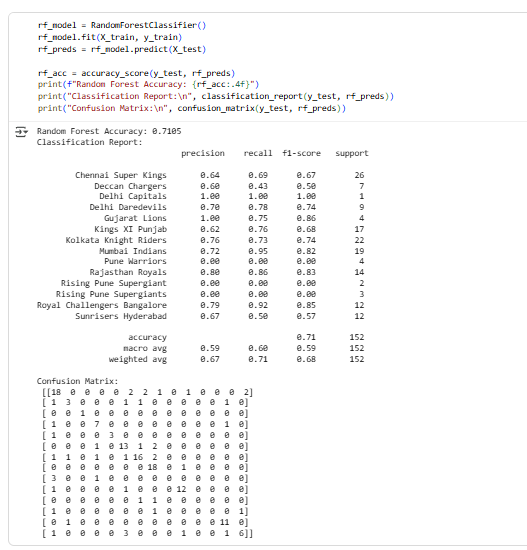 rf_model = RandomForestClassifier()
rf_model.fit(X_train, y_train)
rf_preds = rf_model.predict(X_test)
rf_acc = accuracy_score(y_test, rf_preds)
print(f"Random Forest Accuracy: {rf_acc:.4f}")
print("Classification Report:\n", classification_report(y_test, rf_preds))
print("Confusion Matrix:\n", confusion_matrix(y_test, rf_preds))
Random Forest Accuracy: 0.7105
Classification Report:
precision recall f1-score support
Chennai Super Kings 0.64 0.69 0.67 26
Deccan Chargers 0.60 0.43 0.50 7
Delhi Capitals 1.00 1.00 1.00 1
Delhi Daredevils 0.70 0.78 0.74 9
Gujarat Lions 1.00 0.75 0.86 4
Kings XI Punjab 0.62 0.76 0.68 17
Kolkata Knight Riders 0.76 0.73 0.74 22
Mumbai Indians 0.72 0.95 0.82 19
Pune Warriors 0.00 0.00 0.00 4
Rajasthan Royals 0.80 0.86 0.83 14
Rising Pune Supergiant 0.00 0.00 0.00 2
Rising Pune Supergiants 0.00 0.00 0.00 3
Royal Challengers Bangalore 0.79 0.92 0.85 12
Sunrisers Hyderabad 0.67 0.50 0.57 12
accuracy 0.71 152
macro avg 0.59 0.60 0.59 152
weighted avg 0.67 0.71 0.68 152
Confusion Matrix:
[[18 0 0 0 0 2 2 1 0 1 0 0 0 2]
[ 1 3 0 0 0 1 1 0 0 0 0 0 1 0]
[ 0 0 1 0 0 0 0 0 0 0 0 0 0 0]
[ 1 0 0 7 0 0 0 0 0 0 0 0 1 0]
[ 1 0 0 0 3 0 0 0 0 0 0 0 0 0]
[ 0 0 0 1 0 13 1 2 0 0 0 0 0 0]
[ 1 1 0 1 0 1 16 2 0 0 0 0 0 0]
[ 0 0 0 0 0 0 0 18 0 1 0 0 0 0]
[ 3 0 0 1 0 0 0 0 0 0 0 0 0 0]
[ 1 0 0 0 0 1 0 0 0 12 0 0 0 0]
[ 0 0 0 0 0 0 1 1 0 0 0 0 0 0]
[ 1 0 0 0 0 0 0 1 0 0 0 0 0 1]
[ 0 1 0 0 0 0 0 0 0 0 0 0 11 0]
[ 1 0 0 0 0 3 0 0 0 1 0 0 1 6]]